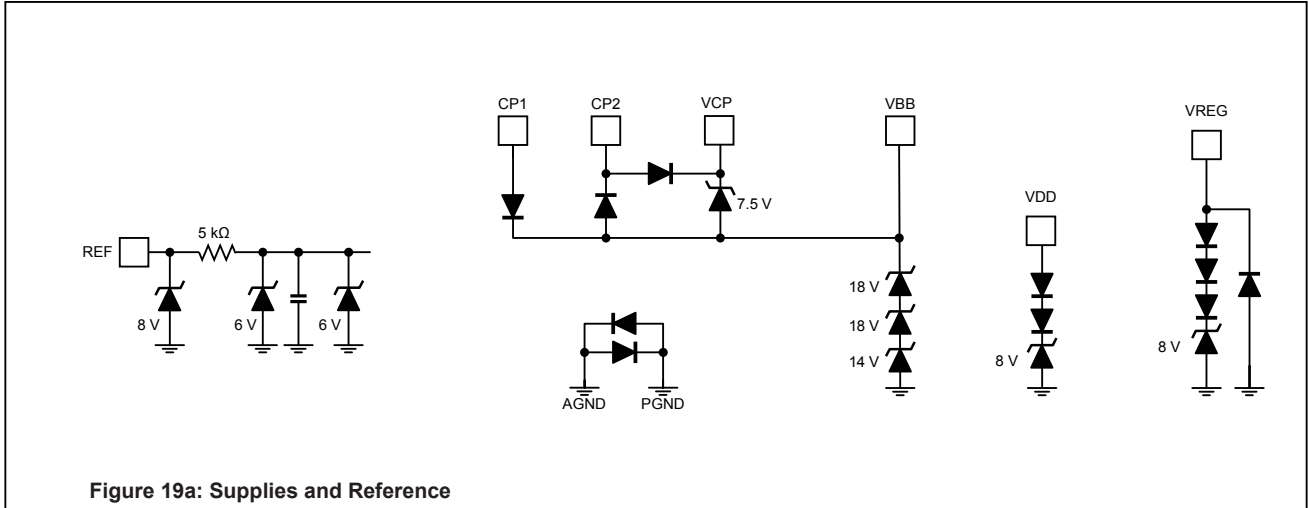 CP1
CP2
VCP
VBB
VREG
7.5 V
VDD
5 kΩ
REF
18 V
8 V
6 V
6 V
18 V
8 V
8 V
14 V
AGND
PGND
Figure 19a: Supplies and Reference